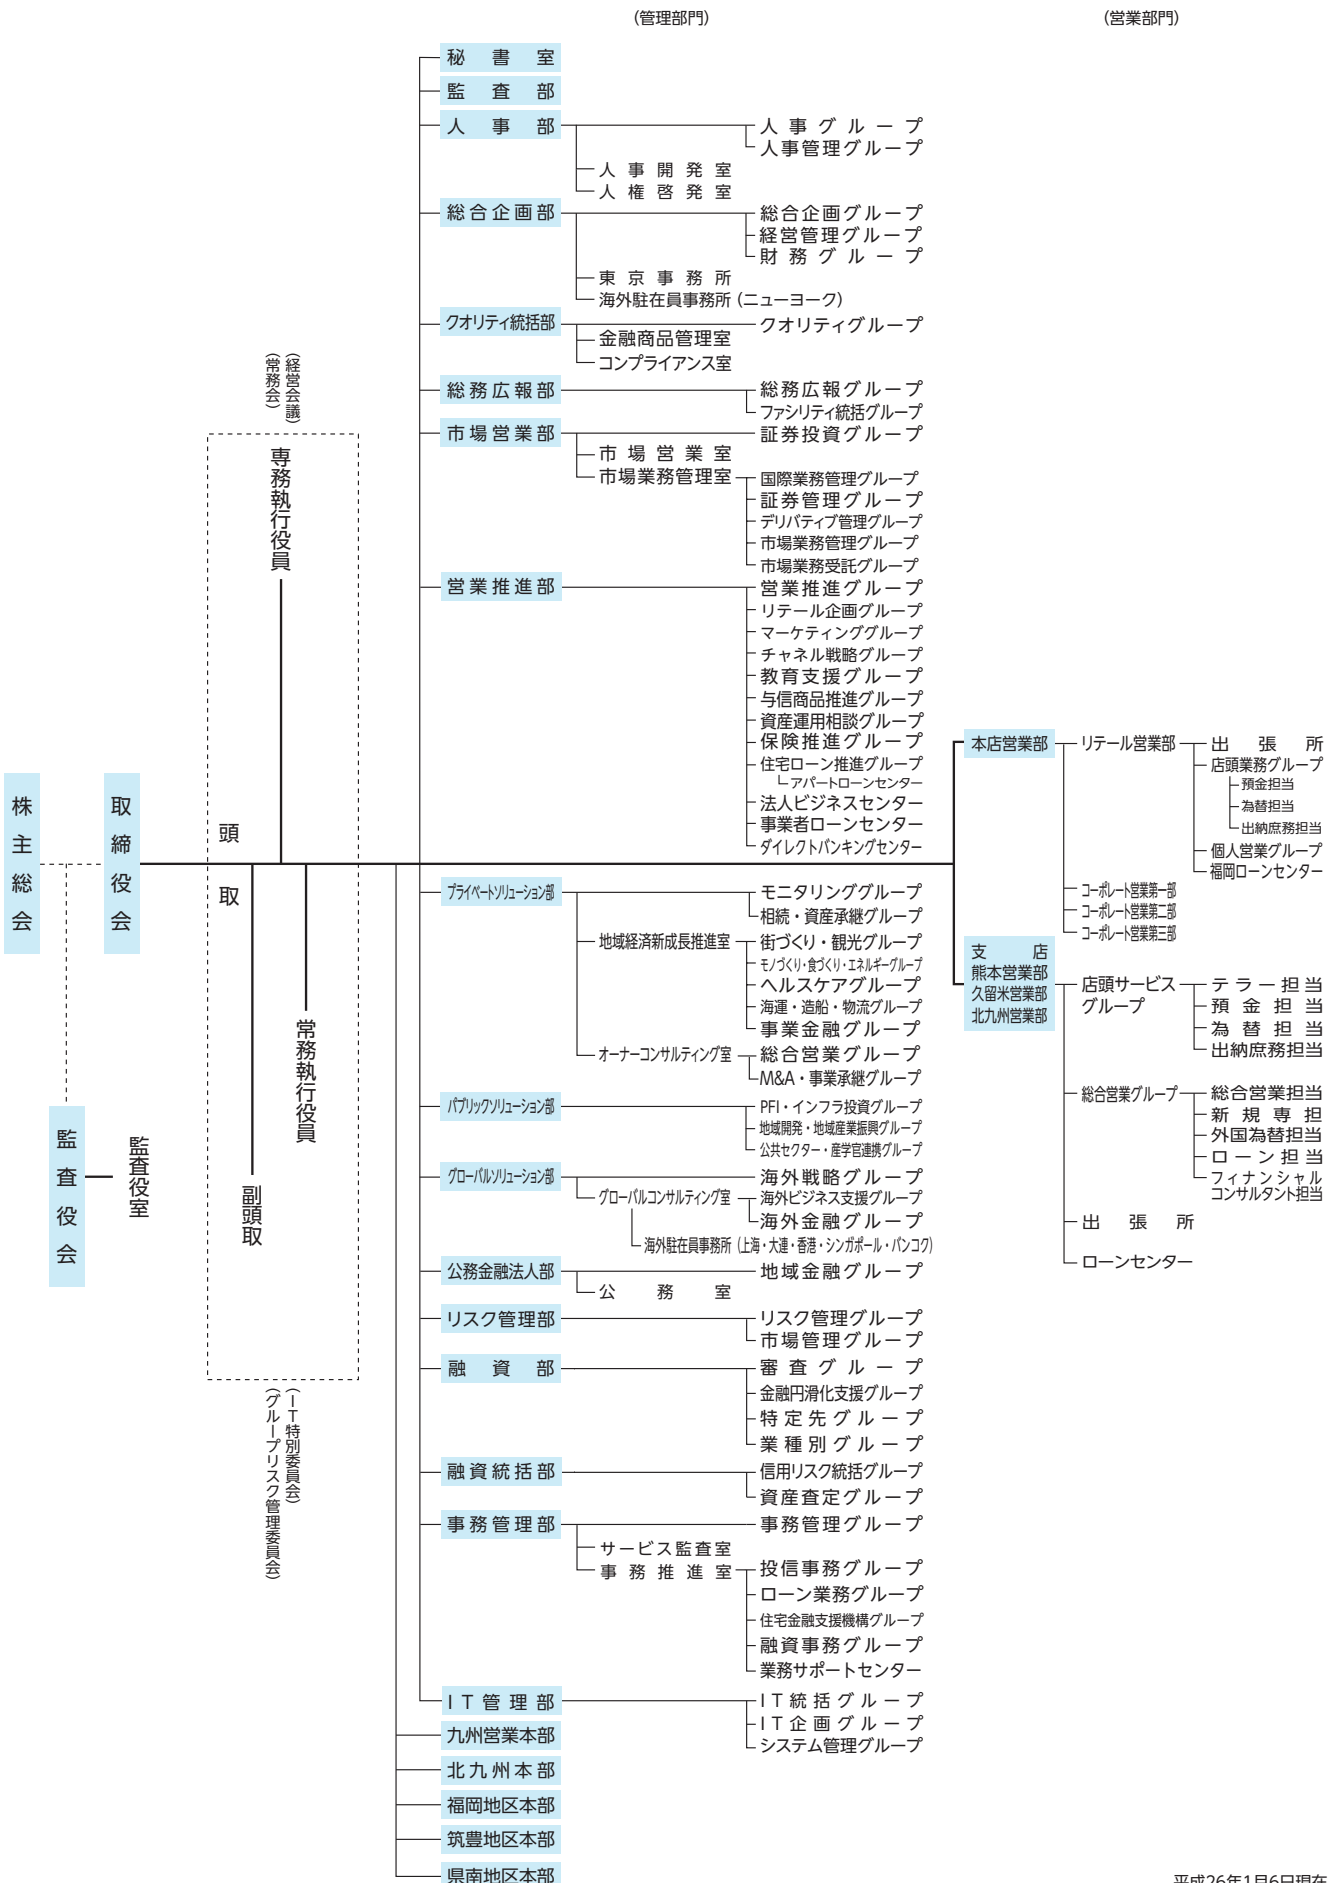 (管理部門)
(営業部門)
株主総会
取締役会
監査役会
監査役室
(経営会議)
(常務会)
専務執行役員
頭取
副頭取
常務執行役員
(IT特別委員会)
(グループリスク管理委員会)
秘書室
監査部
人事部
人事グループ
人事管理グループ
人事開発室
人権啓発室
総合企画部
総合企画グループ
経営管理グループ
財務グループ
東京事務所
海外駐在員事務所(ニューヨーク)
クオリティ統括部
クオリティグループ
金融商品管理室
コンプライアンス室
総務広報部
総務広報グループ
ファシリティ統括グループ
市場営業部
証券投資グループ
市場営業室
市場業務管理室
国際業務管理グループ
証券管理グループ
デリバティブ管理グループ
市場業務管理グループ
市場業務受託グループ
営業推進部
営業推進グループ
リテール企画グループ
マーケティンググループ
チャネル戦略グループ
教育支援グループ
与信商品推進グループ
資産運用相談グループ
保険推進グループ
住宅ローン推進グループ
アパートローンセンター
法人ビジネスセンター
事業者ローンセンター
ダイレクトバンキングセンター
プライベートソリューション部
モニタリンググループ
相続・資産承継グループ
地域経済新成長推進室
街づくり・観光グループ
モノづくり・食づくり・エネルギーグループ
ヘルスケアグループ
海運・造船・物流グループ
事業金融グループ
オーナーコンサルティング室
総合営業グループ
M&A・事業承継グループ
パブリックソリューション部
PFI・インフラ投資グループ
地域開発・地域産業振興グループ
公共セクター・産学官連携グループ
グローバルソリューション部
海外戦略グループ
グローバルコンサルティング室
海外ビジネス支援グループ
海外金融グループ
海外駐在員事務所(上海・大連・香港・シンガポール・バンコク)
公務金融法人部
地域金融グループ
公務室
リスク管理部
リスク管理グループ
市場管理グループ
融資部
審査グループ
金融円滑化支援グループ
特定先グループ
業種別グループ
融資統括部
信用リスク統括グループ
資産査定グループ
事務管理部
事務管理グループ
サービス監査室
事務推進室
投信事務グループ
ローン業務グループ
住宅金融支援機構グループ
融資事務グループ
業務サポートセンター
IT管理部
IT統括グループ
IT企画グループ
システム管理グループ
九州営業本部
北九州本部
福岡地区本部
筑豊地区本部
県南地区本部
本店営業部
リテール営業部
出張所
店頭業務グループ
預金担当
為替担当
出納庶務担当
個人営業グループ
福岡ローンセンター
コーポレート営業第一部
コーポレート営業第二部
コーポレート営業第三部
支店
熊本営業部
久留米営業部
北九州営業部
店頭サービス
グループ
テラー担当
預金担当
為替担当
出納庶務担当
総合営業グループ
総合営業担当
新規専担
外国為替担当
ローン担当
フィナンシャル
コンサルタント担当
出張所
ローンセンター
平成26年1月6日現在